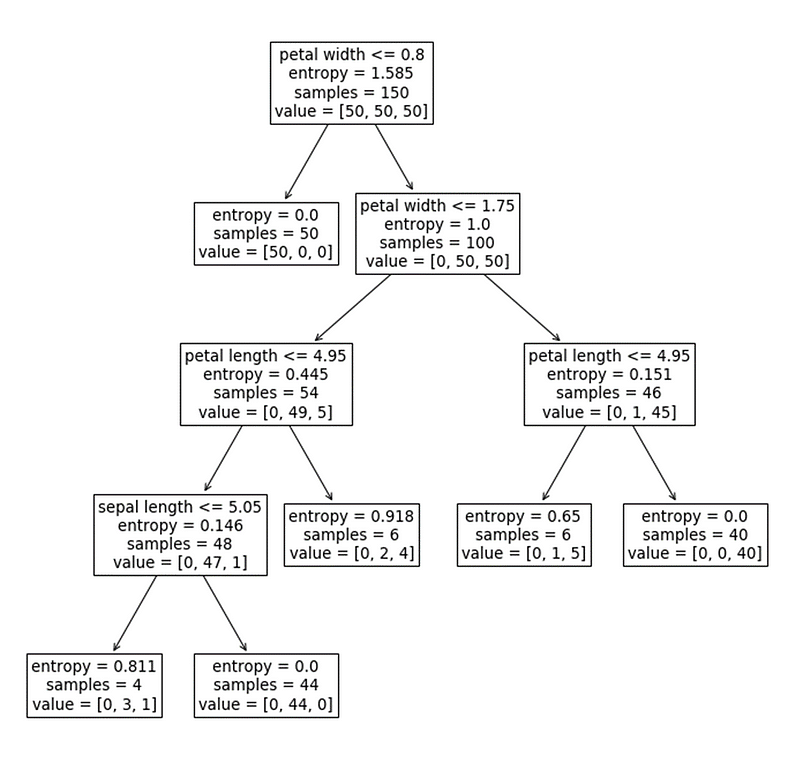 petal width <= 0.8
entropy = 1.585
samples = 150
value = [50, 50, 50]
entropy = 0.0
samples = 50
value = [50, 0, 0]
petal width <= 1.75
entropy = 1.0
samples = 100
value = [0, 50, 50]
petal length <= 4.95
entropy = 0.445
samples = 54
value = [0, 49, 5]
petal length <= 4.95
entropy = 0.151
samples = 46
value = [0, 1, 45]
sepal length <= 5.05
entropy = 0.146
samples = 48
value = [0, 47, 1]
entropy = 0.918
samples = 6
value = [0, 2, 4]
entropy = 0.65
samples = 6
value = [0, 1, 5]
entropy = 0.0
samples = 40
value = [0, 0, 40]
entropy = 0.811
samples = 4
value = [0, 3, 1]
entropy = 0.0
samples = 44
value = [0, 44, 0]